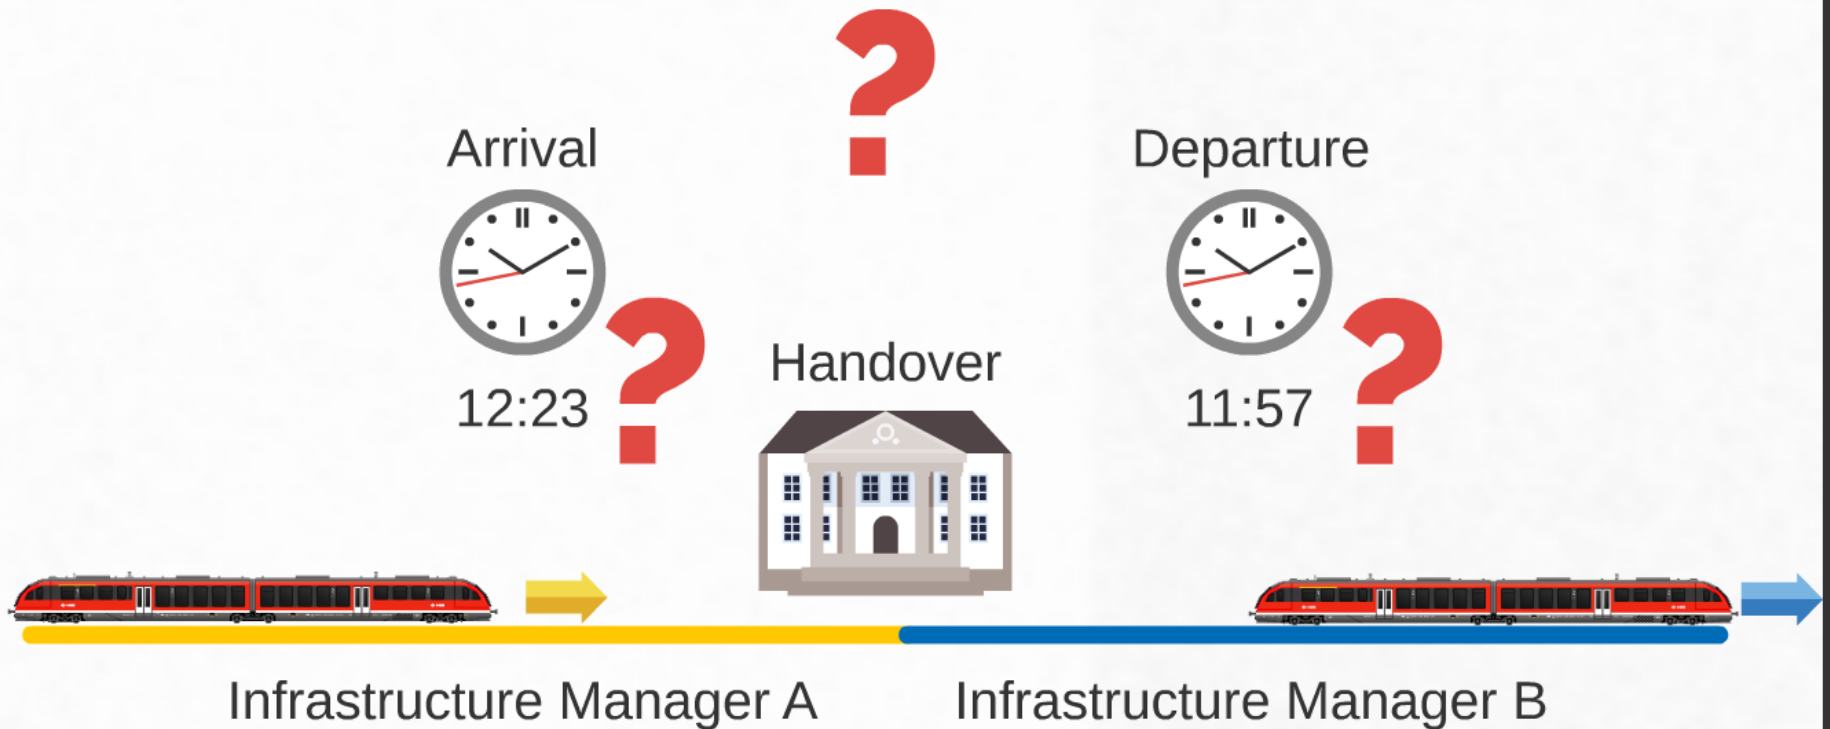 Arrival
Departure
Handover
12:23
11:57
Infrastructure Manager A
Infrastructure Manager B